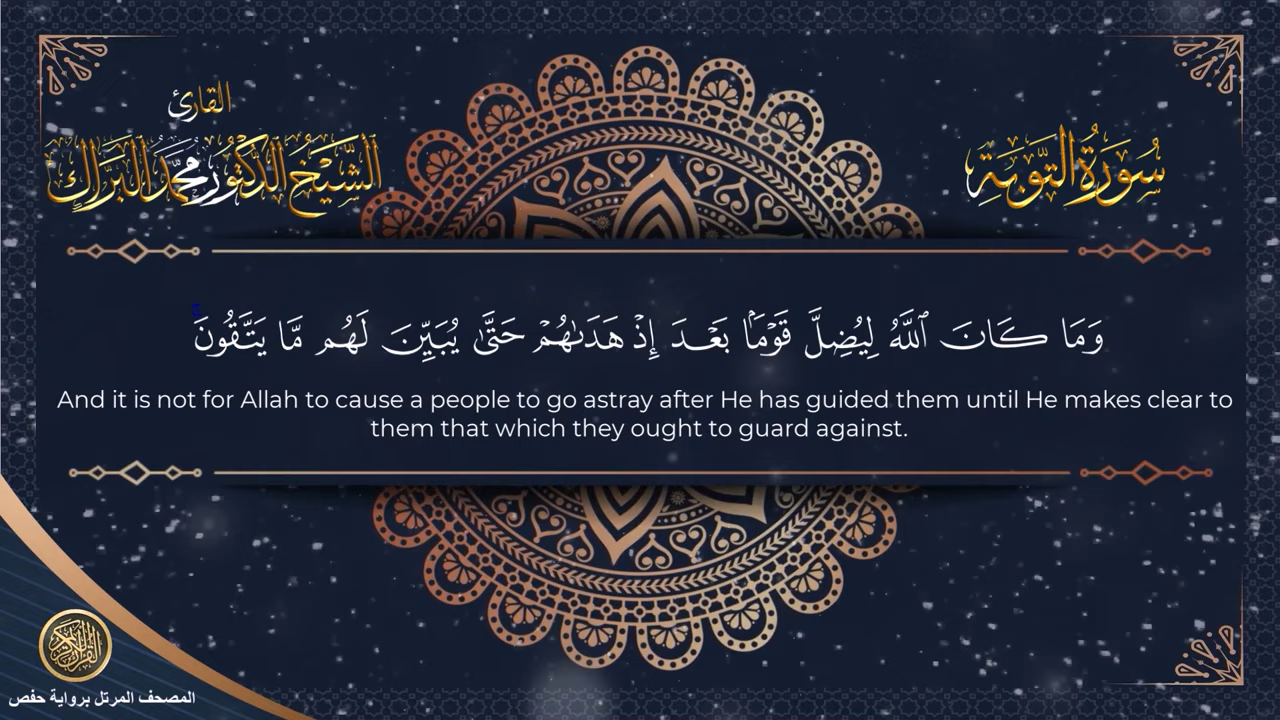 القارئ
الشيخ الدكتور محمد البراك
سورة التوبة
وَمَا كَانَ ٱللَّهُ لِيُضِلَّ قَوْمَۢا بَعْدَ إِذْ هَدَىٰهُمْ حَتَّىٰ يُبَيِّنَ لَهُم مَّا يَتَّقُونَۚ
And it is not for Allah to cause a people to go astray after He has guided them until He makes clear to
them that which they ought to guard against.
القرآن الكريم
المصحف المرتل برواية حفص